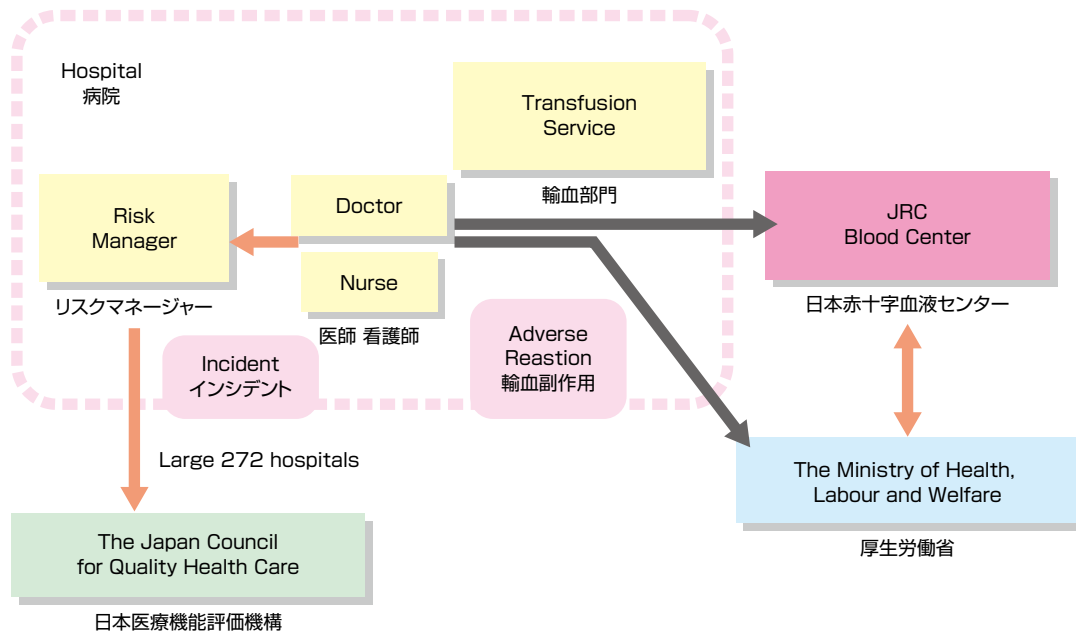 Hospital
病院
Transfusion
Service
輸血部門
Risk
Manager
リスクマネージャー
Doctor
Nurse
医師 看護師
JRC
Blood Center
日本赤十字血液センター
Incident
インシデント
Adverse
Reastion
輸血副作用
Large 272 hospitals
The Ministry of Health,
Labour and Welfare
厚生労働省
The Japan Council
for Quality Health Care
日本医療機能評価機構